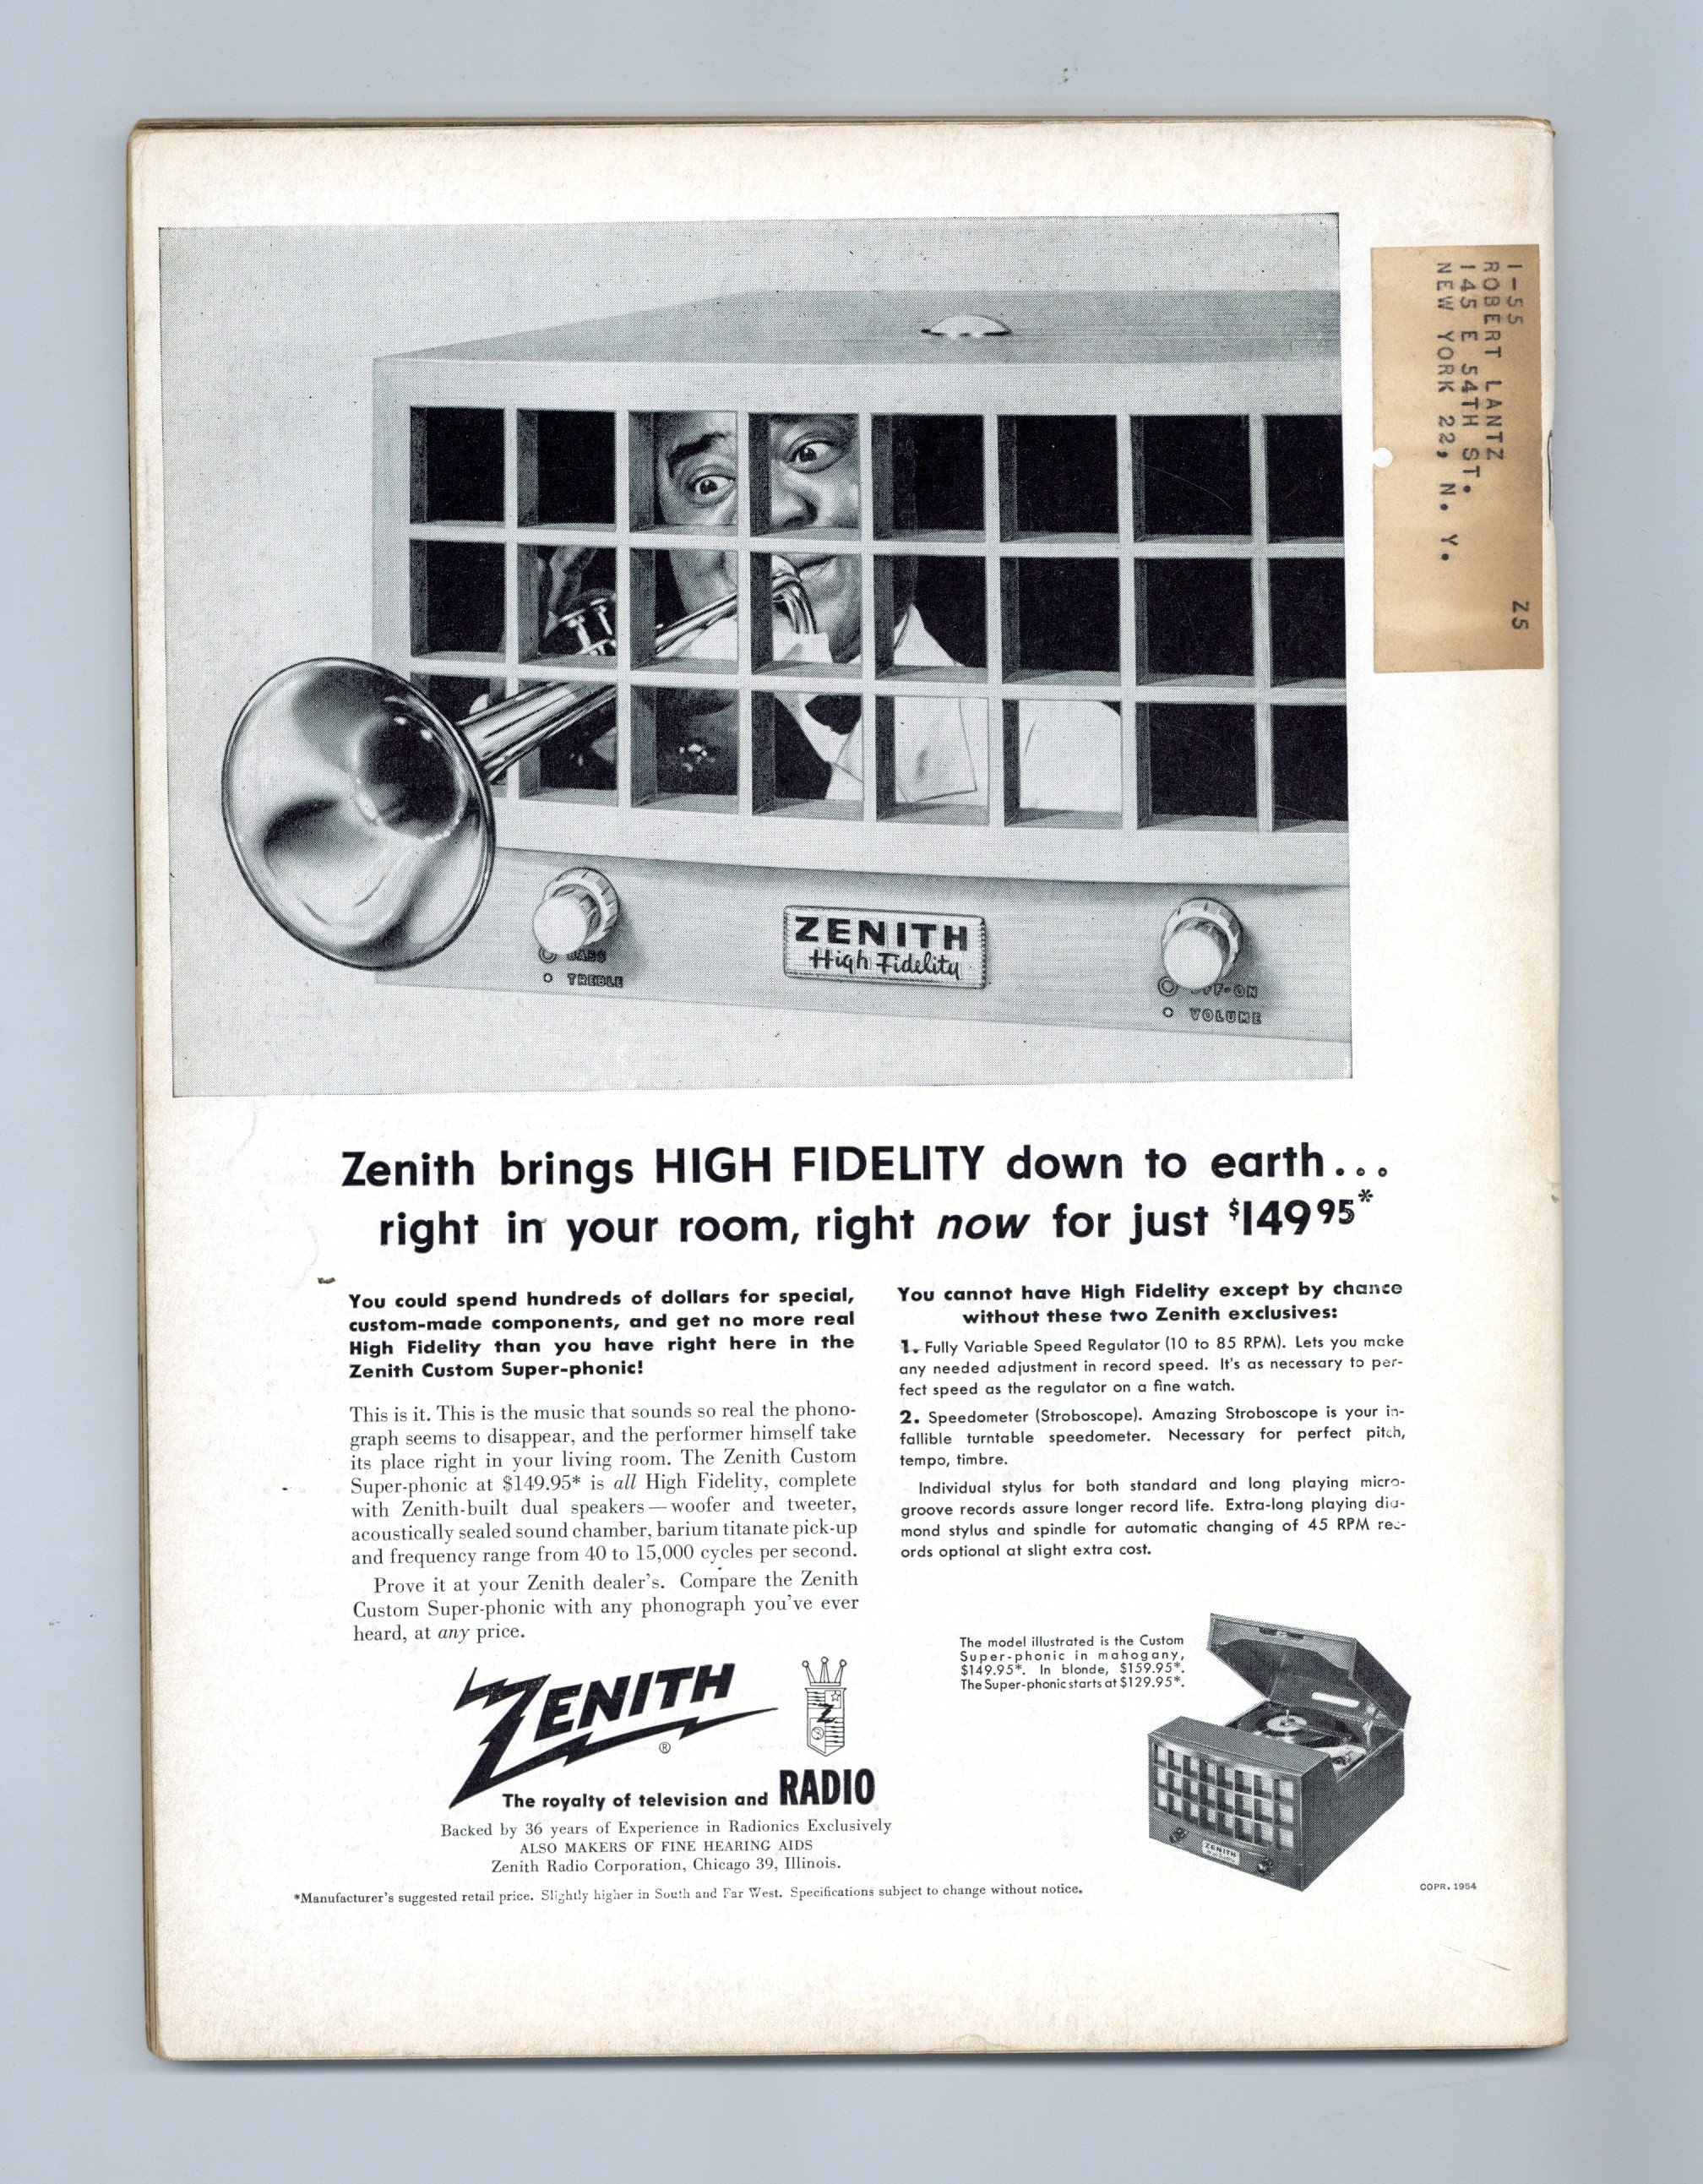 1-55
ROBERT LANTZ
145 E 54TH ST.
NEW YORK 22, N. Y.
Z5
BASS
TREBLE
ZENITH
High Fidelity
OFF-ON
VOLUME
Zenith brings HIGH FIDELITY down to earth...
right in your room, right now for just $149 95*
You could spend hundreds of dollars for special,
custom-made components, and get no more real
High Fidelity than you have right here in the
Zenith Custom Super-phonic!
This is it. This is the music that sounds so real the phono-
graph seems to disappear, and the performer himself take
its place right in your living room. The Zenith Custom
Super-phonic at $149.95* is all High Fidelity, complete
with Zenith-built dual speakers — woofer and tweeter,
acoustically sealed sound chamber, barium titanate pick-up
and frequency range from 40 to 15,000 cycles per second.
Prove it at your Zenith dealer's. Compare the Zenith
Custom Super-phonic with any phonograph you've ever
heard, at any price.
You cannot have High Fidelity except by chance
without these two Zenith exclusives:
1. Fully Variable Speed Regulator (10 to 85 RPM). Lets you make
any needed adjustment in record speed. It's as necessary to per-
fect speed as the regulator on a fine watch.
2. Speedometer (Stroboscope). Amazing Stroboscope is your in-
fallible turntable speedometer. Necessary for perfect pitch,
tempo, timbre.
Individual stylus for both standard and long playing micro-
groove records assure longer record life. Extra-long playing dia-
mond stylus and spindle for automatic changing of 45 RPM rec-
ords optional at slight extra cost.
The model illustrated is the Custom
Super-phonic in mahogany,
$149.95*. In blonde, $159.95*.
The Super-phonic starts at $129.95*.
ZENITH
®
Z
The royalty of television and RADIO
Backed by 36 years of Experience in Radionics Exclusively
ALSO MAKERS OF FINE HEARING AIDS
Zenith Radio Corporation, Chicago 39, Illinois.
ZENITH
*Manufacturer's suggested retail price. Slightly higher in South and Far West. Specifications subject to change without notice.
COPR. 1954